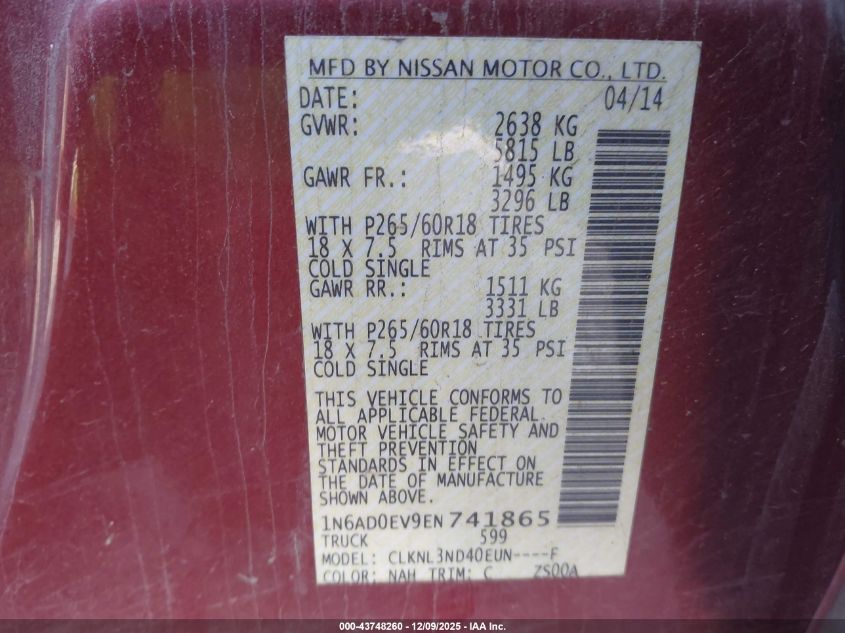 MFD BY NISSAN MOTOR CO., LTD.
DATE: 04/14
GVWR: 2638 KG
5815 LB
GAWR FR.: 1495 KG
3296 LB
WITH P265/60R18 TIRES
18 X 7.5 RIMS AT 35 PSI
COLD SINGLE
GAWR RR.: 1511 KG
3331 LB
WITH P265/60R18 TIRES
18 X 7.5 RIMS AT 35 PSI
COLD SINGLE
THIS VEHICLE CONFORMS TO
ALL APPLICABLE FEDERAL
MOTOR VEHICLE SAFETY AND
THEFT PREVENTION
STANDARDS IN EFFECT ON
THE DATE OF MANUFACTURE
SHOWN ABOVE.
1N6AD0EV9EN 741865
TRUCK 599
MODEL: CLKNL3ND40EUN----F
COLOR: NAH TRIM: C ZS00A
000-43748260 - 12/09/2025 - IAA Inc.